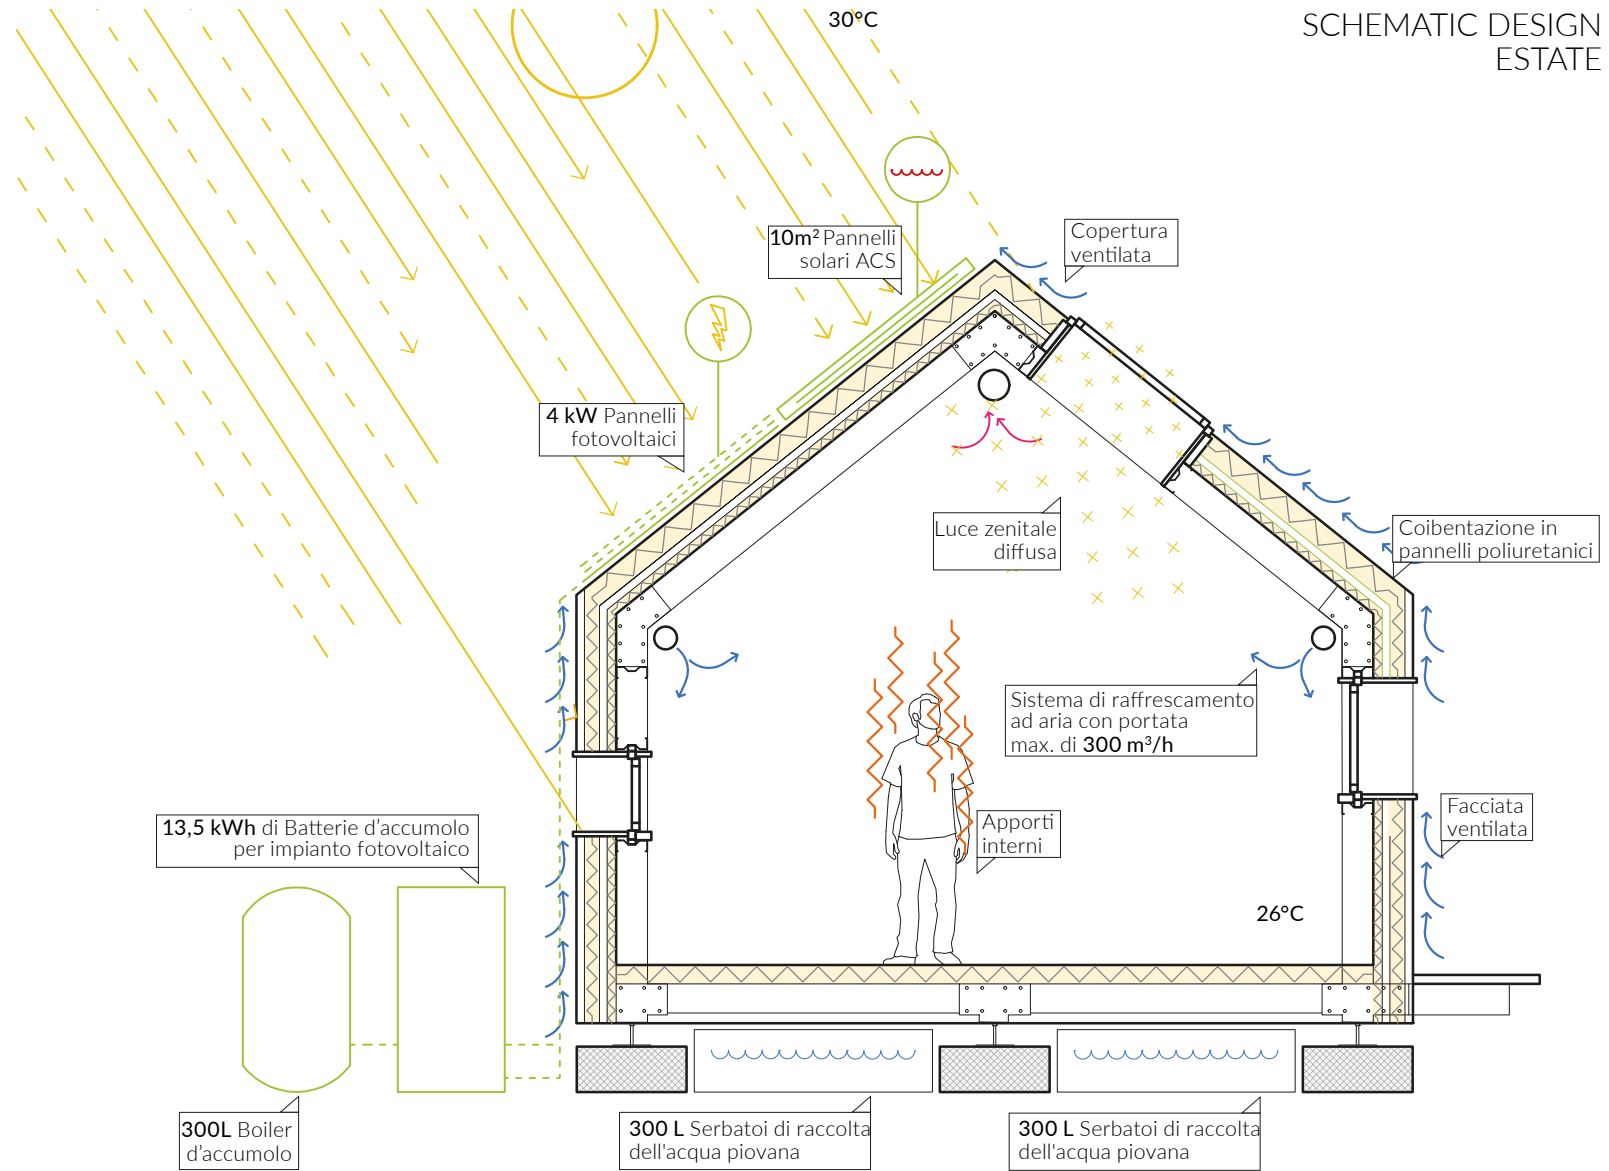 30°C
SCHEMATIC DESIGN
ESTATE
10m² Pannelli
solari ACS
Copertura
ventilata
4 kW Pannelli
fotovoltaici
Luce zenitale
diffusa
Coibentazione in
pannelli poliuretanici
Sistema di raffrescamento
ad aria con portata
max. di 300 m³/h
13,5 kWh di Batterie d'accumolo
per impianto fotovoltaico
Apporti
interni
Facciata
ventilata
26°C
300L Boiler
d'accumolo
300 L Serbatoi di raccolta
dell'acqua piovana
300 L Serbatoi di raccolta
dell'acqua piovana